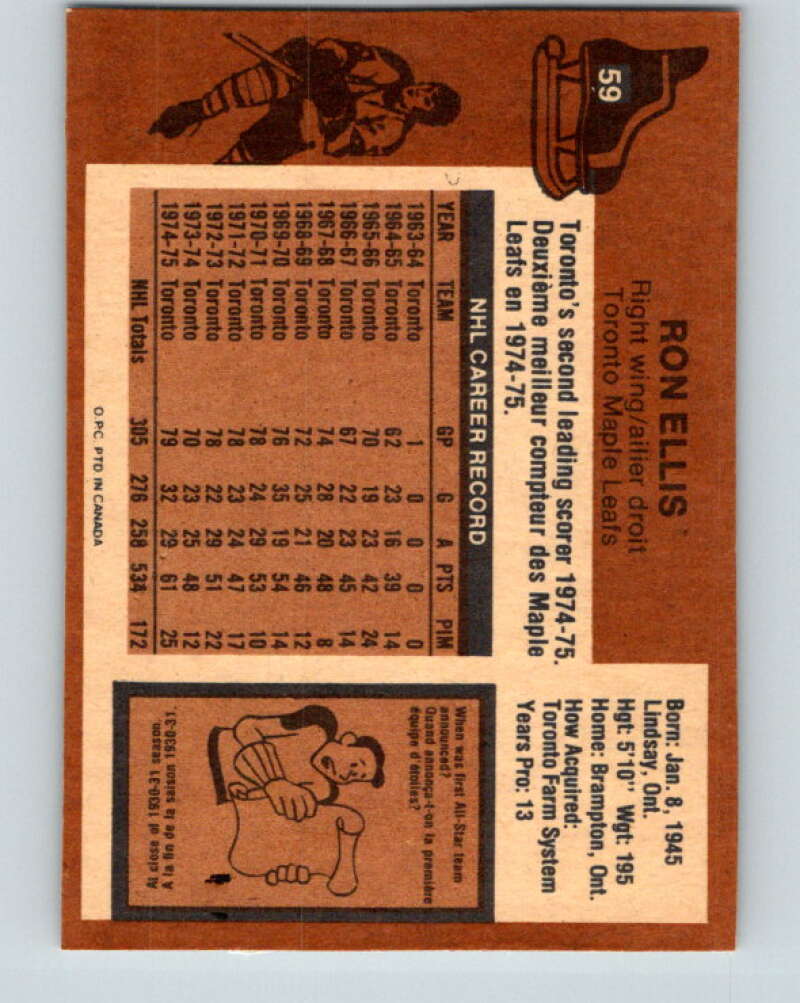 59
RON ELLIS
Right wing/ailier droit
Toronto Maple Leafs
Toronto's second leading scorer 1974-75.
Deuxième meilleur compteur des Maple
Leafs en 1974-75.
Born: Jan. 8, 1945
Lindsay, Ont.
Hgt: 5'10" Wgt: 195
Home: Brampton, Ont.
How Acquired:
Toronto Farm System
Years Pro: 13
NHL CAREER RECORD
YEAR TEAM GP G A PTS PIM
1963-64 Toronto 1 0 0 0 0
1964-65 Toronto 62 23 16 39 14
1965-66 Toronto 70 19 23 42 24
1966-67 Toronto 67 22 23 45 14
1967-68 Toronto 74 28 20 48 8
1968-69 Toronto 72 25 21 46 12
1969-70 Toronto 76 35 19 54 14
1970-71 Toronto 78 24 29 53 10
1971-72 Toronto 78 23 24 47 17
1972-73 Toronto 78 22 29 51 22
1973-74 Toronto 70 23 25 48 12
1974-75 Toronto 79 32 29 61 25
NHL Totals 305 276 258 534 172
When was first All-Star team
announced?
Quand annonça-t-on la première
équipe d'étoiles?
By close of 1930-31 season.
A la fin de la saison 1930-31.
O.P.C. PTD. IN CANADA